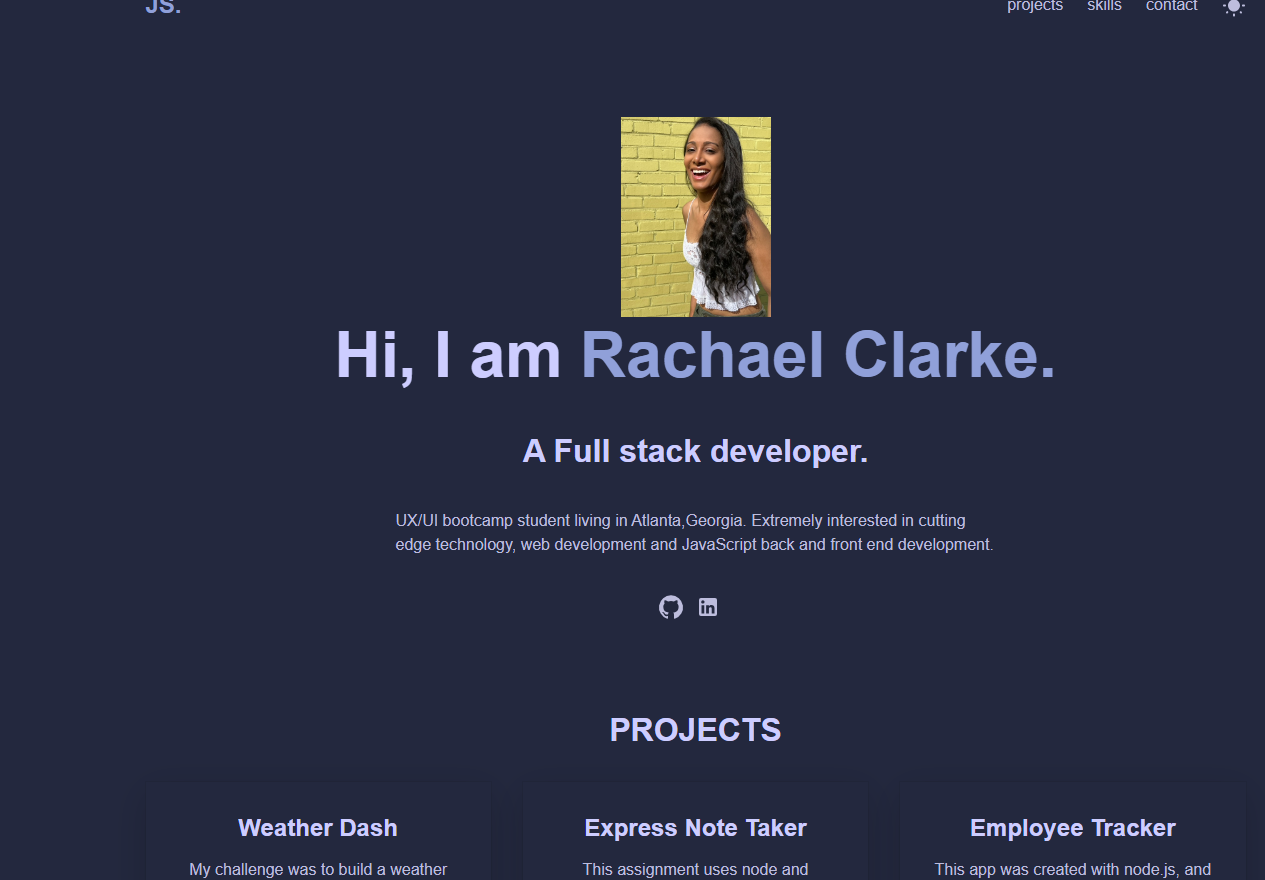 JS.
projects skills contact
Hi, I am Rachael Clarke.
A Full stack developer.
UX/UI bootcamp student living in Atlanta,Georgia. Extremely interested in cutting
edge technology, web development and JavaScript back and front end development.
in
PROJECTS
Weather Dash
My challenge was to build a weather
Express Note Taker
This assignment uses node and
Employee Tracker
This app was created with node.js, and